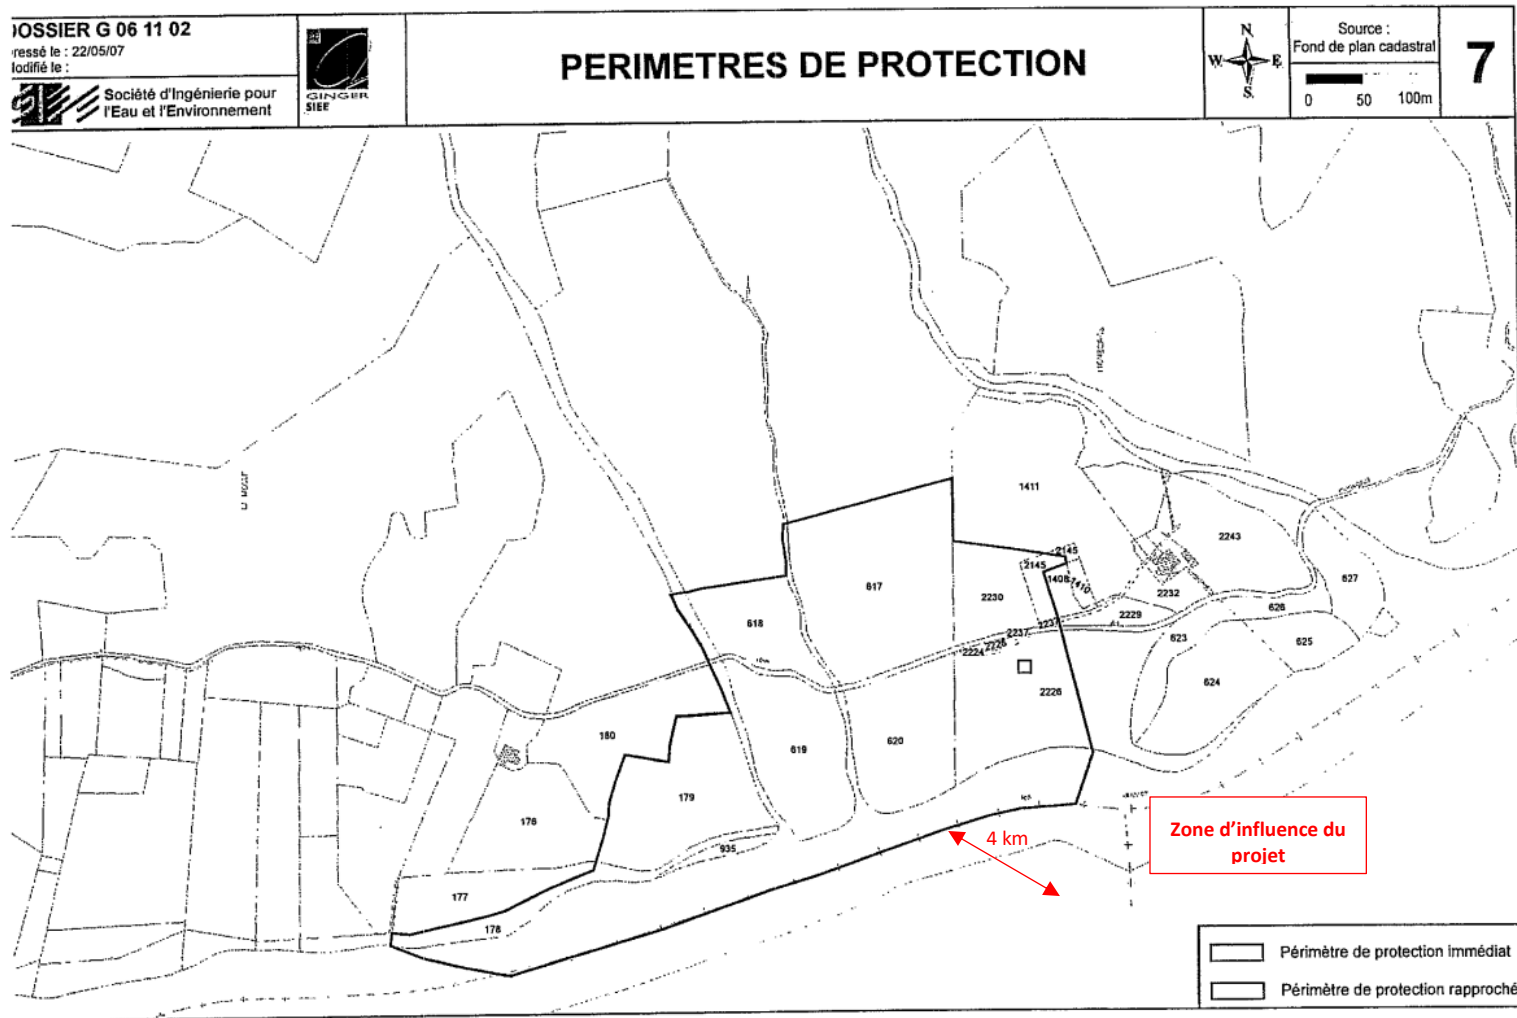 DOSSIER G 06 11 02
ressé le : 22/05/07
lodifié le :
Société d'Ingénierie pour
l'Eau et l'Environnement
GINGER
SIEE
PERIMETRES DE PROTECTION
N
W E
S
Source :
Fond de plan cadastral
0 50 100m
7
1411
2243
2145
2145
617
1408
1410
627
2230
2232
618
2229
626
2237
2237
623
2226
2224
625
624
2226
180
619
620
179
176
4 km
Zone d'influence du
projet
935
177
178
Périmètre de protection immédiat
Périmètre de protection rapproché